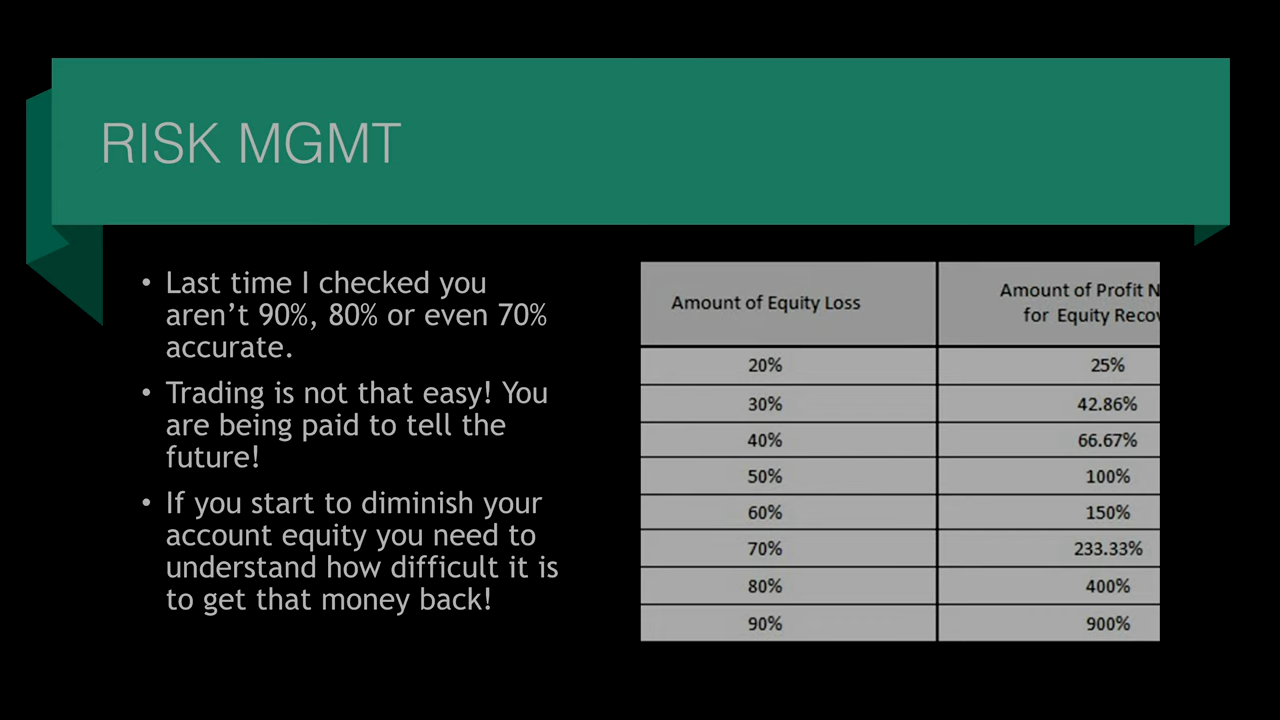 RISK MGMT
• Last time I checked you
aren’t 90%, 80% or even 70%
accurate.
• Trading is not that easy! You
are being paid to tell the
future!
• If you start to diminish your
account equity you need to
understand how difficult it is
to get that money back!
Amount of Equity Loss
Amount of Profit N
for Equity Recov
20% 25%
30% 42.86%
40% 66.67%
50% 100%
60% 150%
70% 233.33%
80% 400%
90% 900%